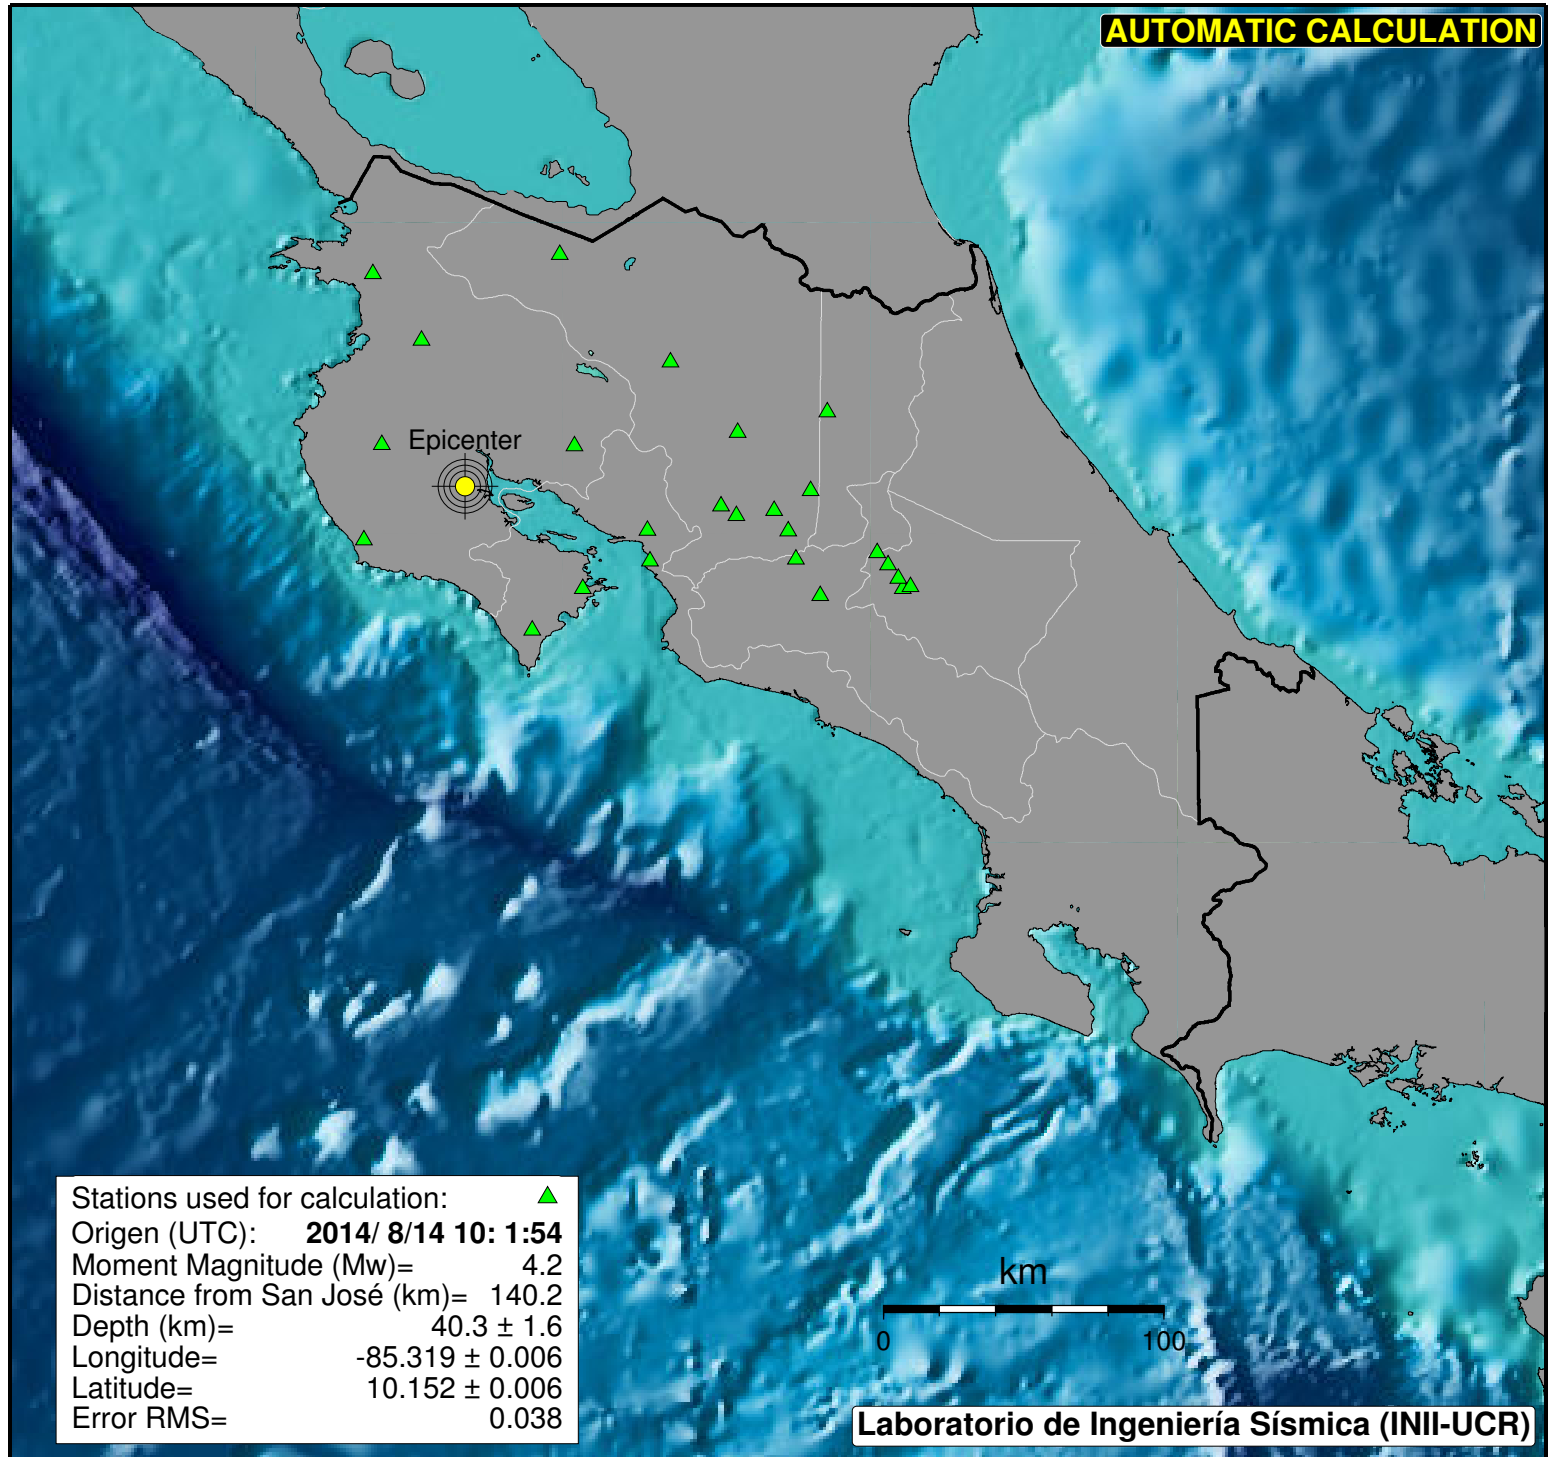 AUTOMATIC CALCULATION
Epicenter
Stations used for calculation:
Origen (UTC): 2014/ 8/14 10: 1:54
Moment Magnitude (Mw)= 4.2
Distance from San José (km)= 140.2
Depth (km)= 40.3 ± 1.6
Longitude= -85.319 ± 0.006
Latitude= 10.152 ± 0.006
Error RMS= 0.038
km
0 100
Laboratorio de Ingeniería Sísmica (INII-UCR)